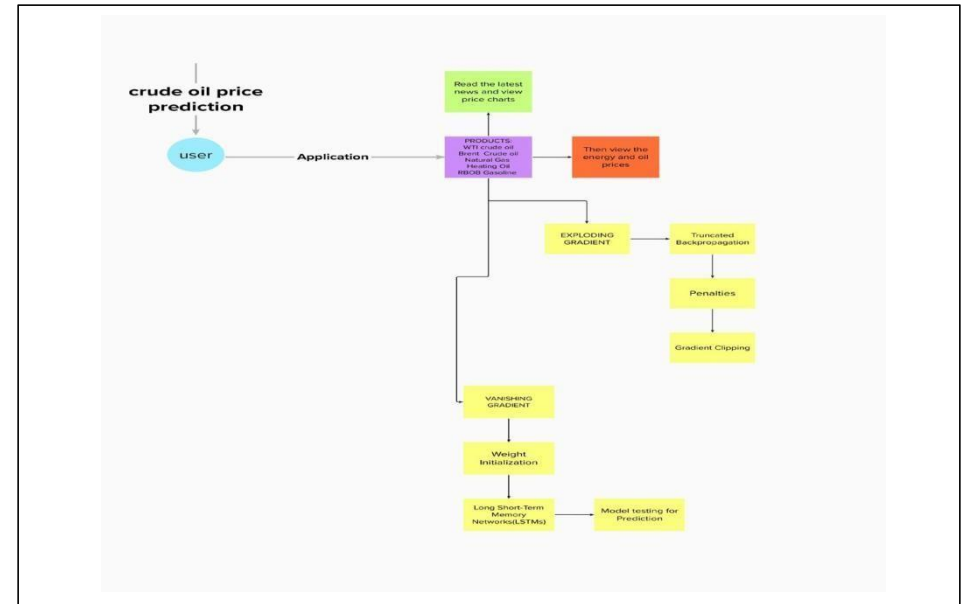 crude oil price
prediction
user
Application
Read the latest
news and view
price charts
PRODUCTS:
WTI crude oil
Brent Crude oil
Natural Gas
Heating Oil
RBOB Gasoline
Then view the
energy and oil
prices
EXPLODING
GRADIENT
Truncated
Backpropagation
Penalties
Gradient Clipping
VANISHING
GRADIENT
Weight
Initialization
Long Short-Term
Memory
Networks(LSTMs)
Model testing for
Prediction